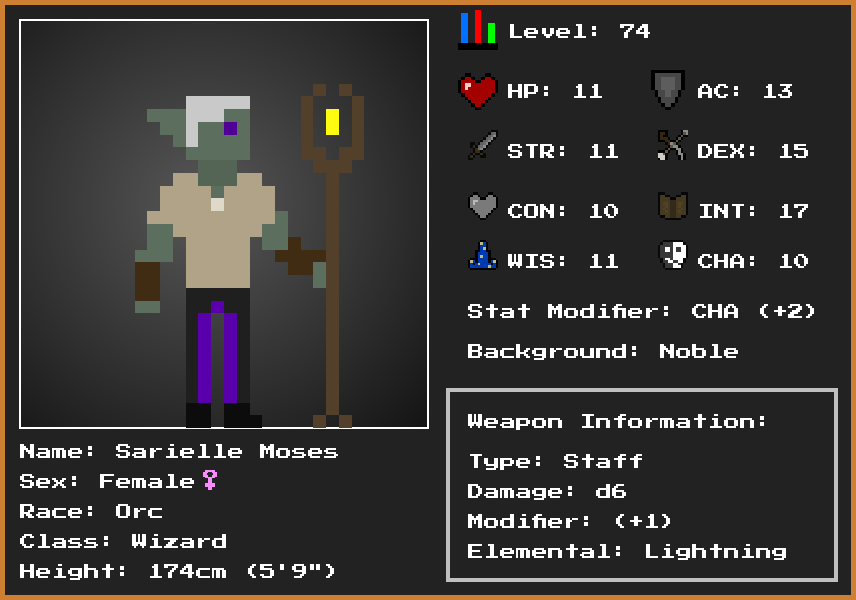 Level: 74
HP: 11 AC: 13
STR: 11 DEX: 15
CON: 10 INT: 17
WIS: 11 CHA: 10
Stat Modifier: CHA (+2)
Background: Noble
Weapon Information:
Type: Staff
Damage: d6
Modifier: (+1)
Elemental: Lightning
Name: Sarielle Moses
Sex: Female♀
Race: Orc
Class: Wizard
Height: 174cm (5'9")